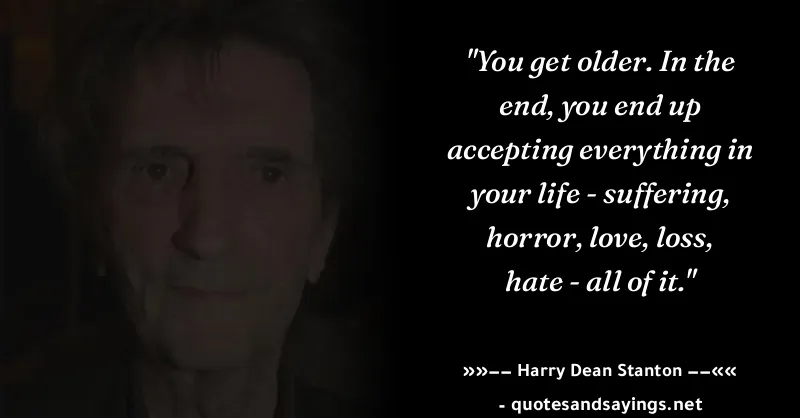 "You get older. In the
end, you end up
accepting everything in
your life - suffering,
horror, love, loss,
hate - all of it."
»»−− Harry Dean Stanton −−««
- quotesandsayings.net